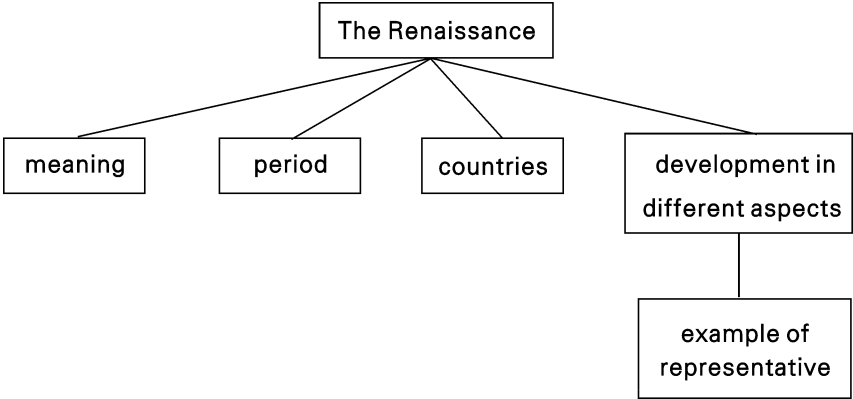 The Renaissance
meaning
period
countries
development in
different aspects
example of
representative